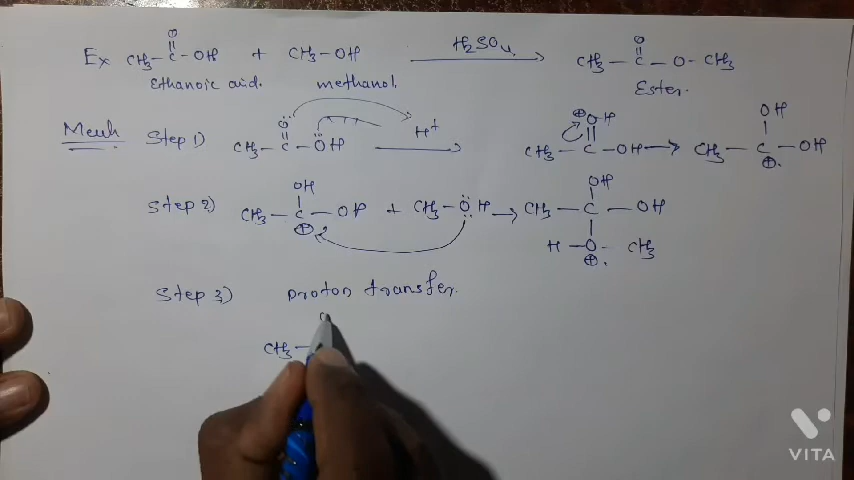 O O
Ex CH3 – C – OH + CH3 – OH H2SO4 CH3 – C – O – CH3
Ethanoic acid. methanol. Ester.
Mech Step 1) CH3 – C – OH H+ CH3 – C – OH CH3 – C – OH
O ⊕OH OH ⊕
Step 2) CH3 – C – OH + CH3 – OH CH3 – C – OH
OH ⊕ OH
H – O – CH3
⊕
Step 3) Proton transfer.
CH3 –
VITA